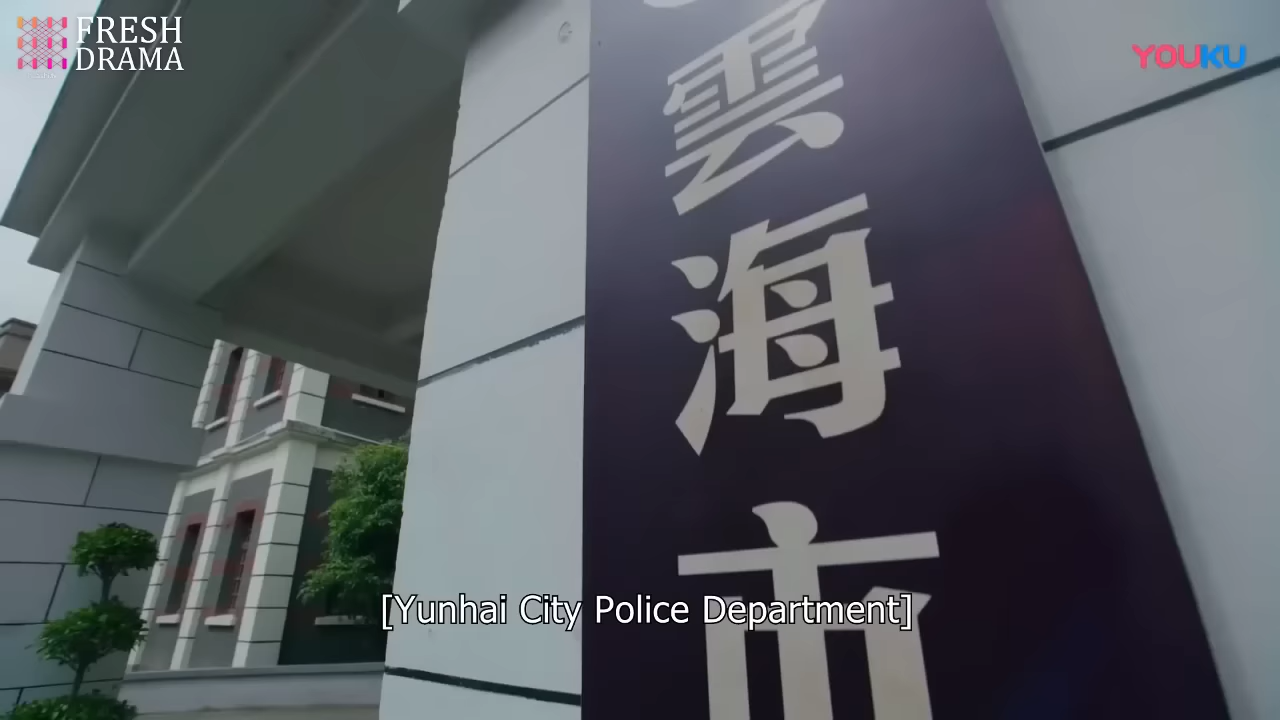 FRESH
DRAMA
YOUKU
雲
海
市
[Yunhai City Police Department]